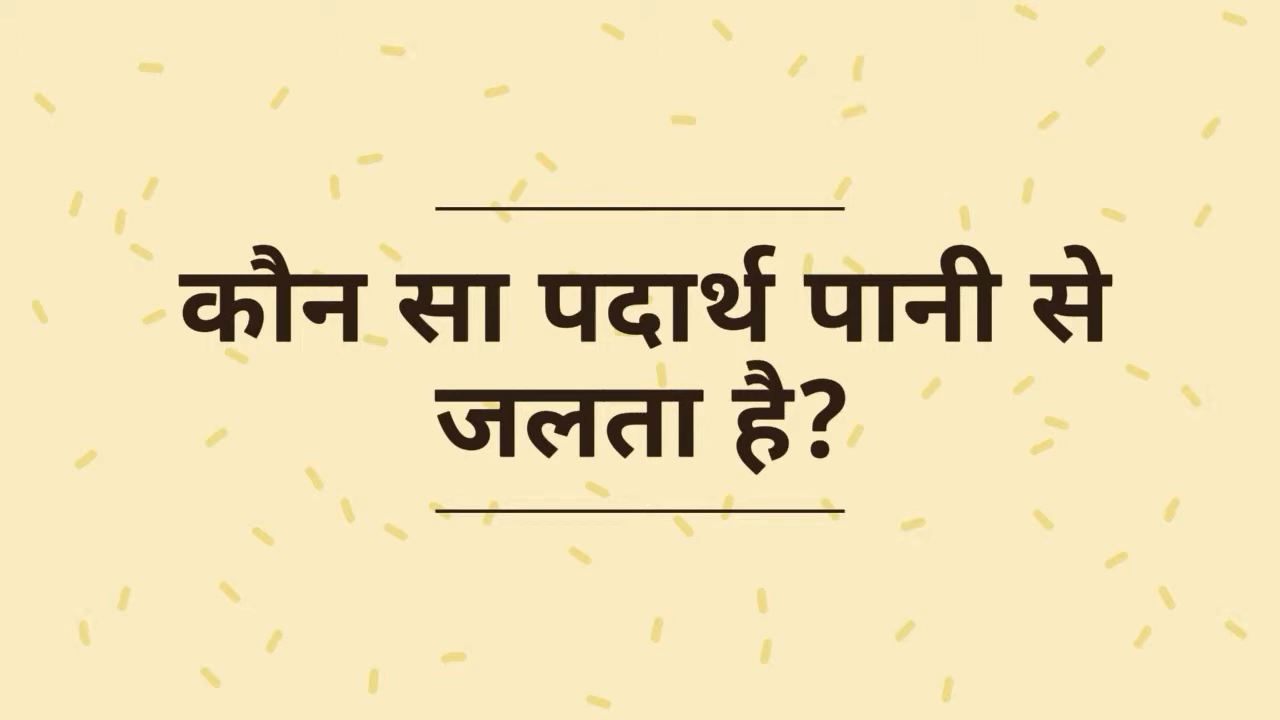 कौन सा पदार्थ पानी से
जलता है?